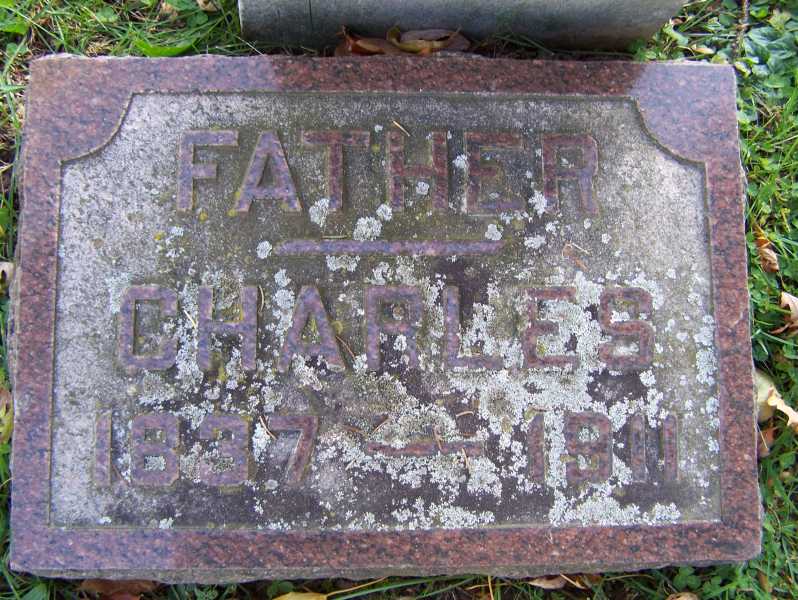 FATHER
CHARLES
1837 - 1911